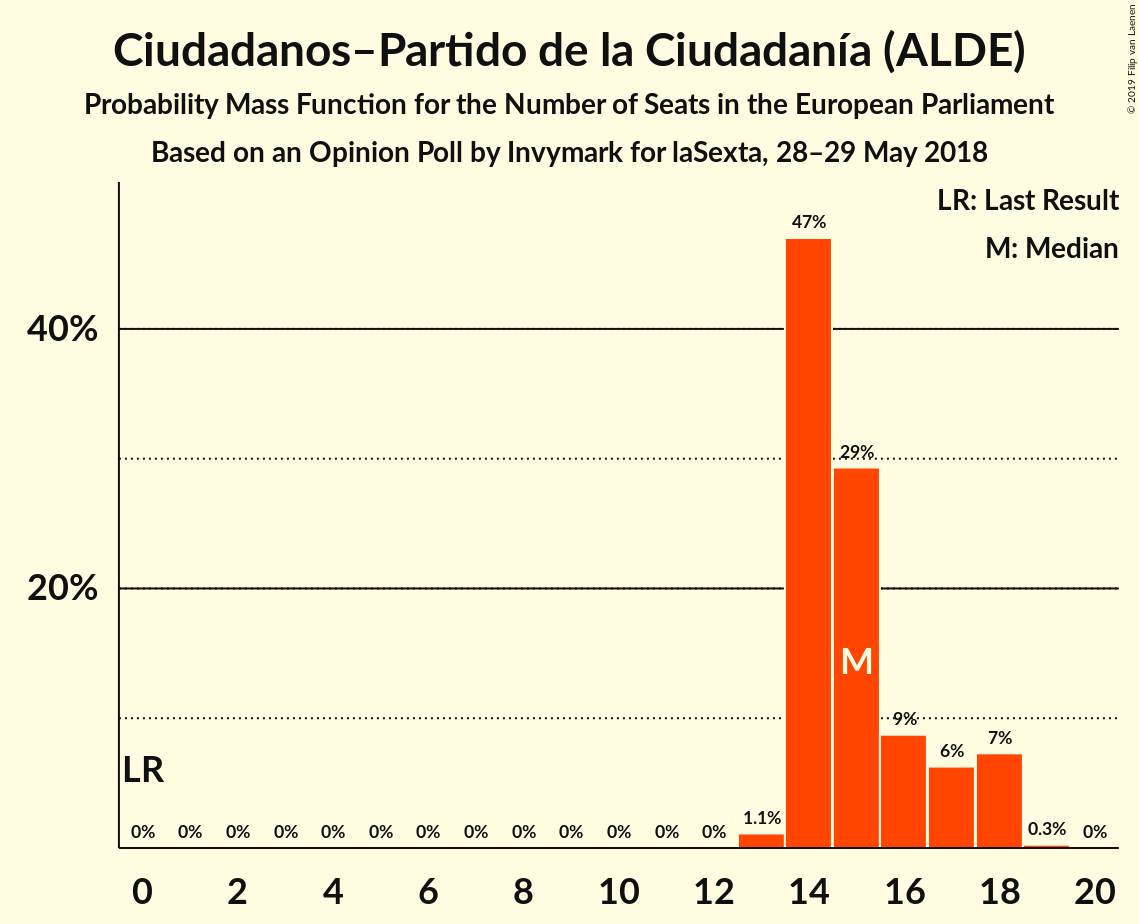 Ciudadanos–Partido de la Ciudadanía (ALDE)
Probability Mass Function for the Number of Seats in the European Parliament
Based on an Opinion Poll by Invymark for laSexta, 28–29 May 2018
© 2019 Filip van Laenen
LR: Last Result
M: Median
47%
40%
29%
20%
M
9%
6%
7%
LR
0% 0% 0% 0% 0% 0% 0% 0% 0% 0% 0% 0% 0% 1.1% 0.3% 0%
0 2 4 6 8 10 12 14 16 18 20